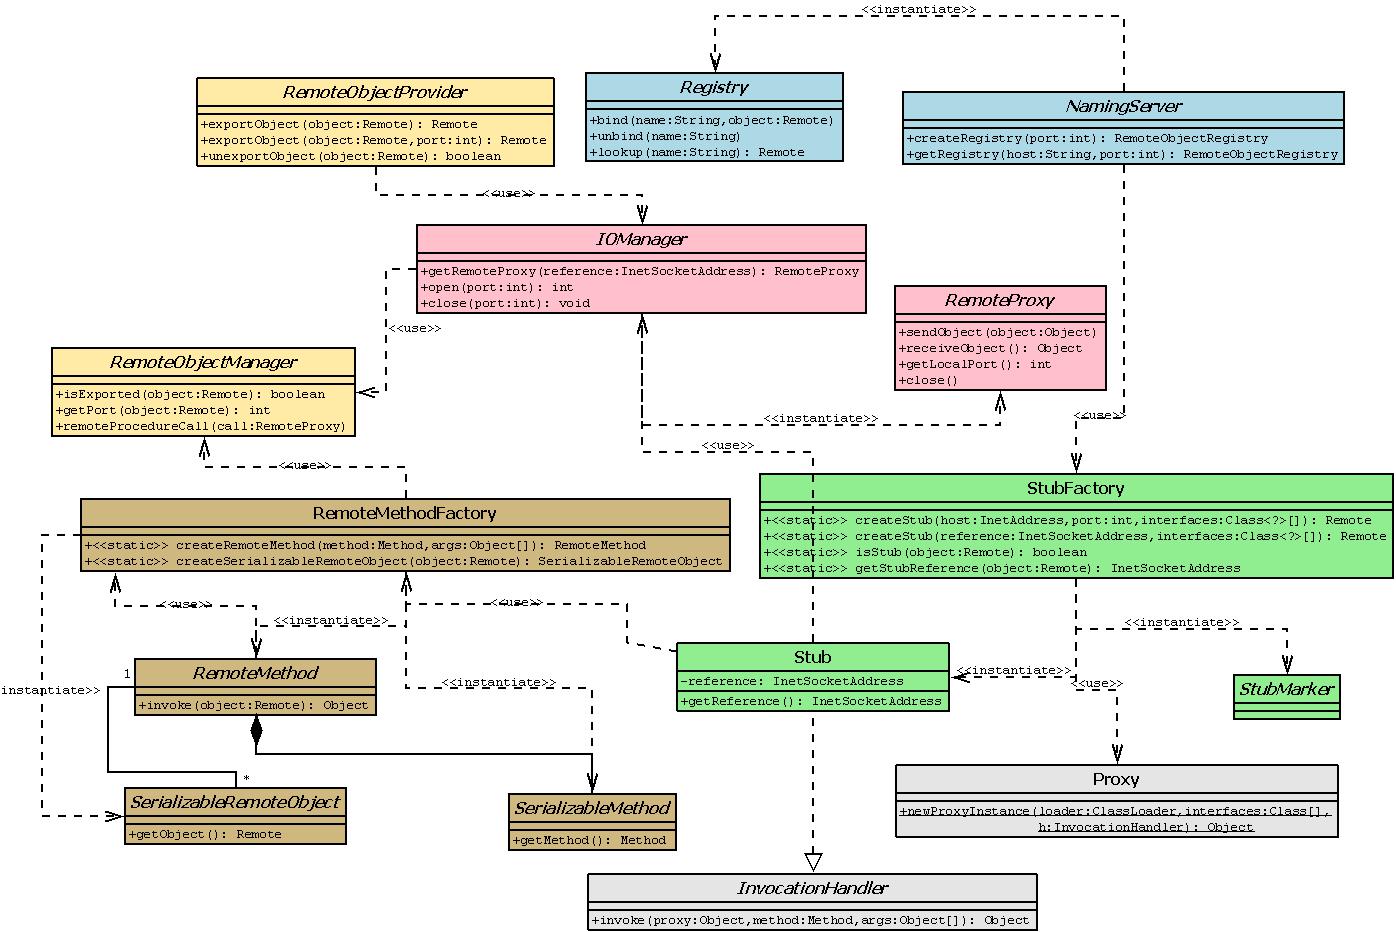 <<instantiate>>
RemoteObjectProvider
+exportObject(object:Remote): Remote
+exportObject(object:Remote,port:int): Remote
+unexportObject(object:Remote): boolean
Registry
+bind(name:String,object:Remote)
+unbind(name:String)
+lookup(name:String): Remote
NamingServer
+createRegistry(port:int): RemoteObjectRegistry
+getRegistry(host:String,port:int): RemoteObjectRegistry
<<use>>
IOManager
+getRemoteProxy(reference:InetSocketAddress): RemoteProxy
+open(port:int): int
+close(port:int): void
RemoteProxy
+sendObject(object:Object)
+receiveObject(): Object
+getLocalPort(): int
+close()
<<use>>
RemoteObjectManager
+isExported(object:Remote): boolean
+getPort(object:Remote): int
+remoteProcedureCall(call:RemoteProxy)
<<instantiate>>
<<use>>
<<use>>
<<use>>
RemoteMethodFactory
+<<static>> createRemoteMethod(method:Method,args:Object[]): RemoteMethod
+<<static>> createSerializableRemoteObject(object:Remote): SerializableRemoteObject
StubFactory
+<<static>> createStub(host:InetAddress,port:int,interfaces:Class<?>[]): Remote
+<<static>> createStub(reference:InetSocketAddress,interfaces:Class<?>[]): Remote
+<<static>> isStub(object:Remote): boolean
+<<static>> getStubReference(object:Remote): InetSocketAddress
<<use>>
<<use>>
<<instantiate>>
<<instantiate>>
RemoteMethod
+invoke(object:Remote): Object
1
Stub
-reference: InetSocketAddress
+getReference(): InetSocketAddress
<<instantiate>>
<<use>>
StubMarker
instantiate>>
<<instantiate>>
*
SerializableRemoteObject
+getObject(): Remote
SerializableMethod
+getMethod(): Method
Proxy
+newProxyInstance(loader:ClassLoader,interfaces:Class[],
h:InvocationHandler): Object
InvocationHandler
+invoke(proxy:Object,method:Method,args:Object[]): Object